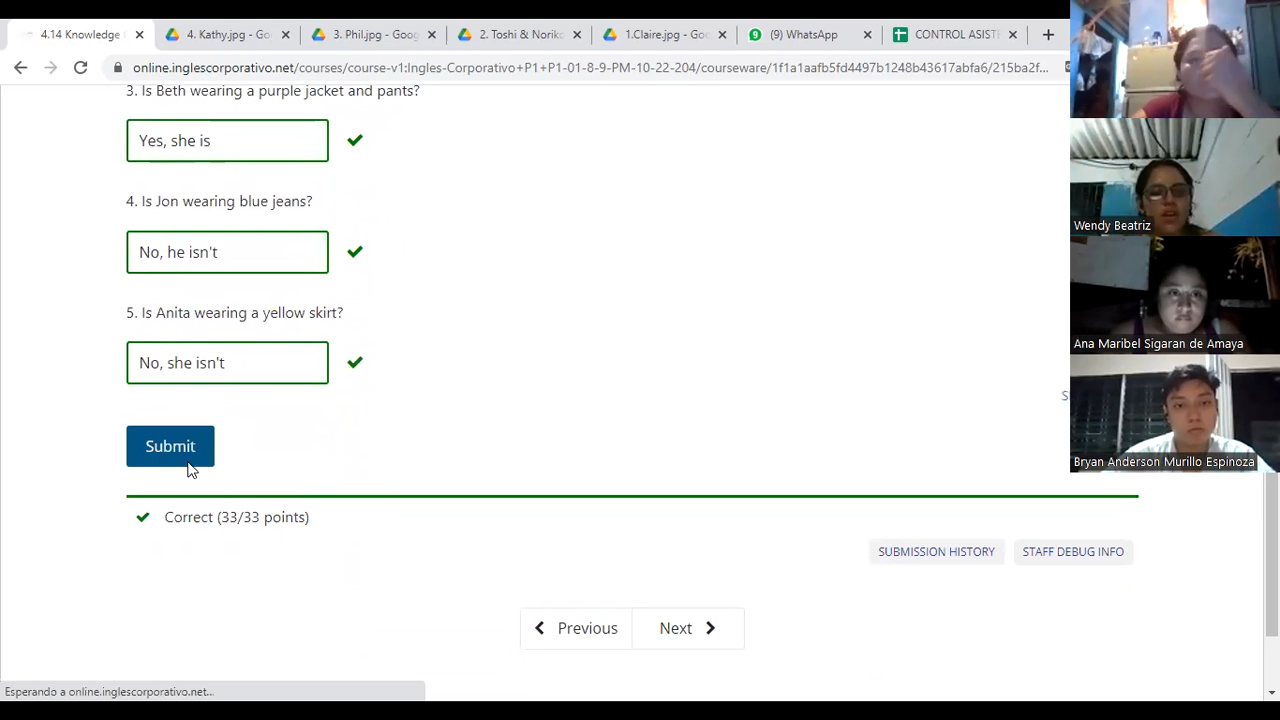 4.14 Knowledge
4. Kathy.jpg - Go
3. Phil.jpg - Goog
2. Toshi & Norik
1.Claire.jpg - Go
(9) WhatsApp
CONTROL ASIST
online.inglescorporativo.net/courses/course-v1:Ingles-Corporativo+P1+P1-01-8-9-PM-10-22-204/courseware/1f1a1aafb5fd4497b1248b43617abfa6/215ba2f...
3. Is Beth wearing a purple jacket and pants?
Yes, she is
Wendy Beatriz
4. Is Jon wearing blue jeans?
No, he isn't
5. Is Anita wearing a yellow skirt?
Ana Maribel Sigaran de Amaya
No, she isn't
Submit
Bryan Anderson Murillo Espinoza
Correct (33/33 points)
SUBMISSION HISTORY
STAFF DEBUG INFO
Previous
Next
Esperando a online.inglescorporativo.net...